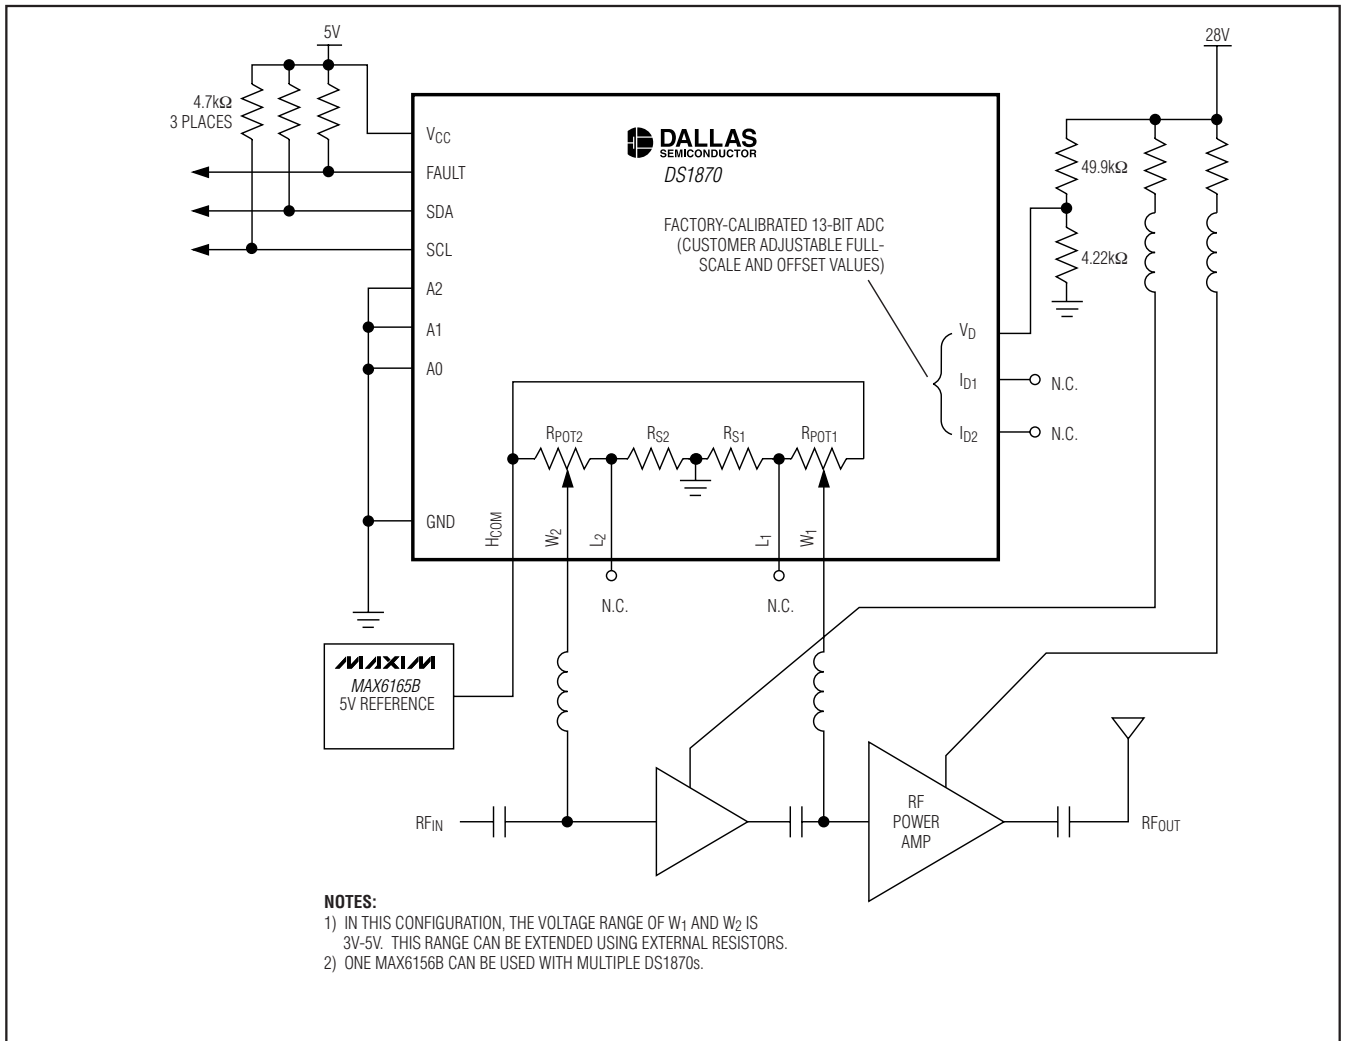 5V
28V
4.7kΩ
3 PLACES
VCC
FAULT
SDA
SCL
A2
A1
A0
GND
DALLAS
SEMICONDUCTOR
DS1870
FACTORY-CALIBRATED 13-BIT ADC
(CUSTOMER ADJUSTABLE FULL-
SCALE AND OFFSET VALUES)
49.9kΩ
4.22kΩ
VD
ID1
N.C.
ID2
N.C.
RPOT2
RS2
RS1
RPOT1
HCOM
W2
L2
L1
W1
N.C.
N.C.
MAXIM
MAX6165B
5V REFERENCE
RFIN
RF
POWER
AMP
RFOUT
NOTES:
1) IN THIS CONFIGURATION, THE VOLTAGE RANGE OF W1 AND W2 IS
3V-5V. THIS RANGE CAN BE EXTENDED USING EXTERNAL RESISTORS.
2) ONE MAX6156B CAN BE USED WITH MULTIPLE DS1870s.